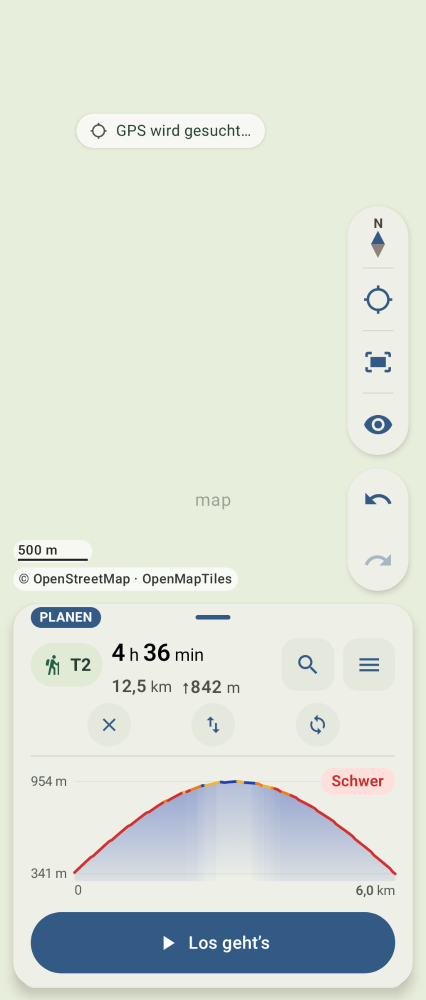 GPS wird gesucht…
N
map
500 m
© OpenStreetMap · OpenMapTiles
PLANEN
T2
4 h 36 min
12,5 km ↑842 m
954 m
Schwer
341 m
0
6,0 km
Los geht's